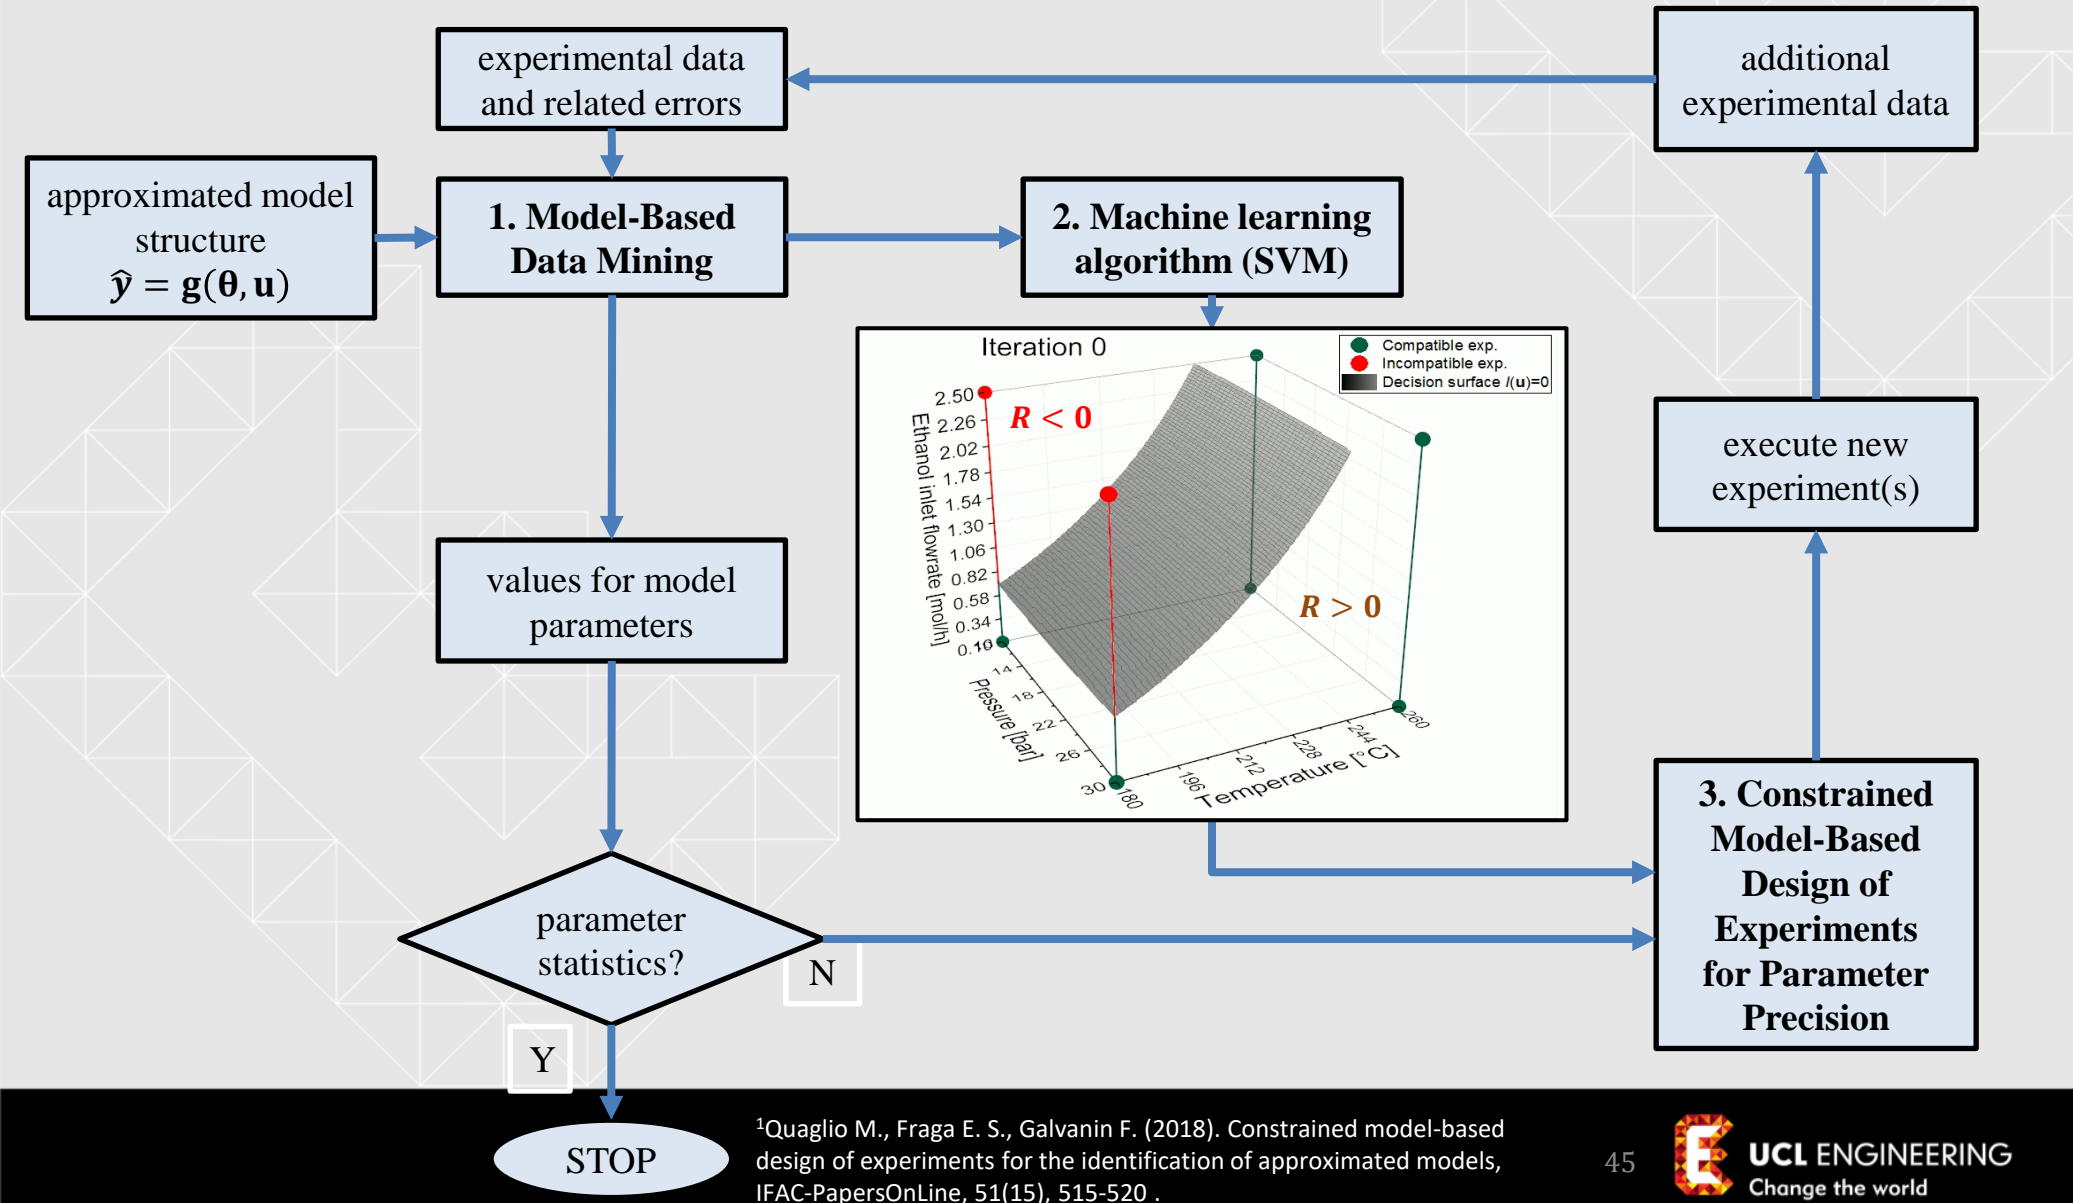 experimental data
and related errors
additional
experimental data
approximated model
structure
ŷ = g(θ, u)
1. Model-Based
Data Mining
2. Machine learning
algorithm (SVM)
Iteration 0
Compatible exp.
Incompatible exp.
Decision surface l(u)=0
R < 0
R > 0
Ethanol inlet flowrate [mol/h]
2.50
2.26
2.02
1.78
1.54
1.30
1.06
0.82
0.58
0.34
0.10
10
14
18
22
26
30
Pressure [bar]
180
196
212
228
244
260
Temperature [°C]
execute new
experiment(s)
values for model
parameters
3. Constrained
Model-Based
Design of
Experiments
for Parameter
Precision
parameter
statistics?
N
Y
STOP
¹Quaglio M., Fraga E. S., Galvanin F. (2018). Constrained model-based
design of experiments for the identification of approximated models,
IFAC-PapersOnLine, 51(15), 515-520 .
45
UCL ENGINEERING
Change the world